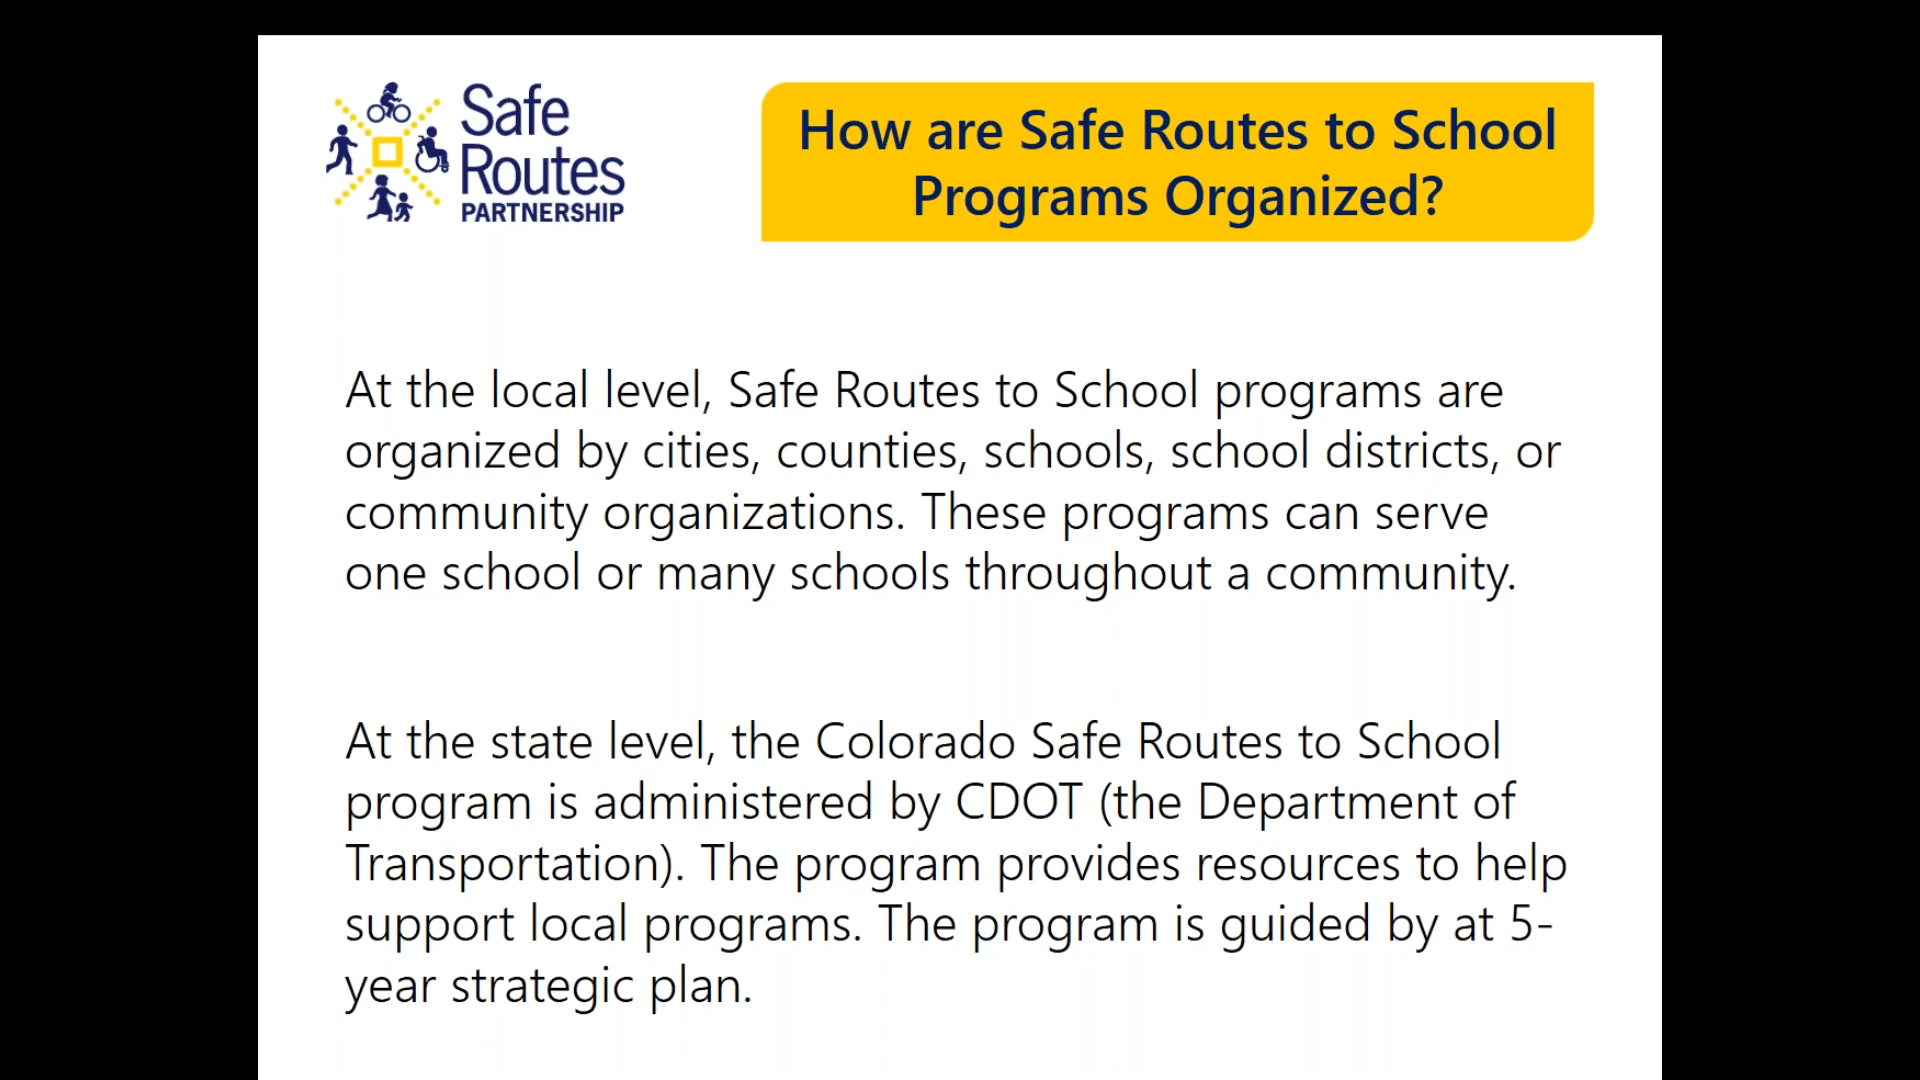 Safe
Routes
PARTNERSHIP
How are Safe Routes to School
Programs Organized?
At the local level, Safe Routes to School programs are
organized by cities, counties, schools, school districts, or
community organizations. These programs can serve
one school or many schools throughout a community.
At the state level, the Colorado Safe Routes to School
program is administered by CDOT (the Department of
Transportation). The program provides resources to help
support local programs. The program is guided by at 5-
year strategic plan.